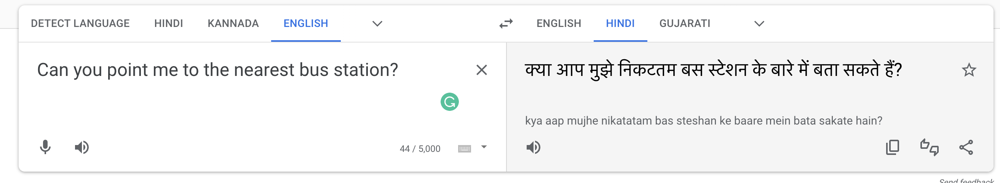 DETECT LANGUAGE HINDI KANNADA ENGLISH ENGLISH HINDI GUJARATI
Can you point me to the nearest bus station?
क्या आप मुझे निकटतम बस स्टेशन के बारे में बता सकते हैं?
kya aap mujhe nikatatam bas steshan ke baare mein bata sakate hain?
44 / 5,000
Send feedback